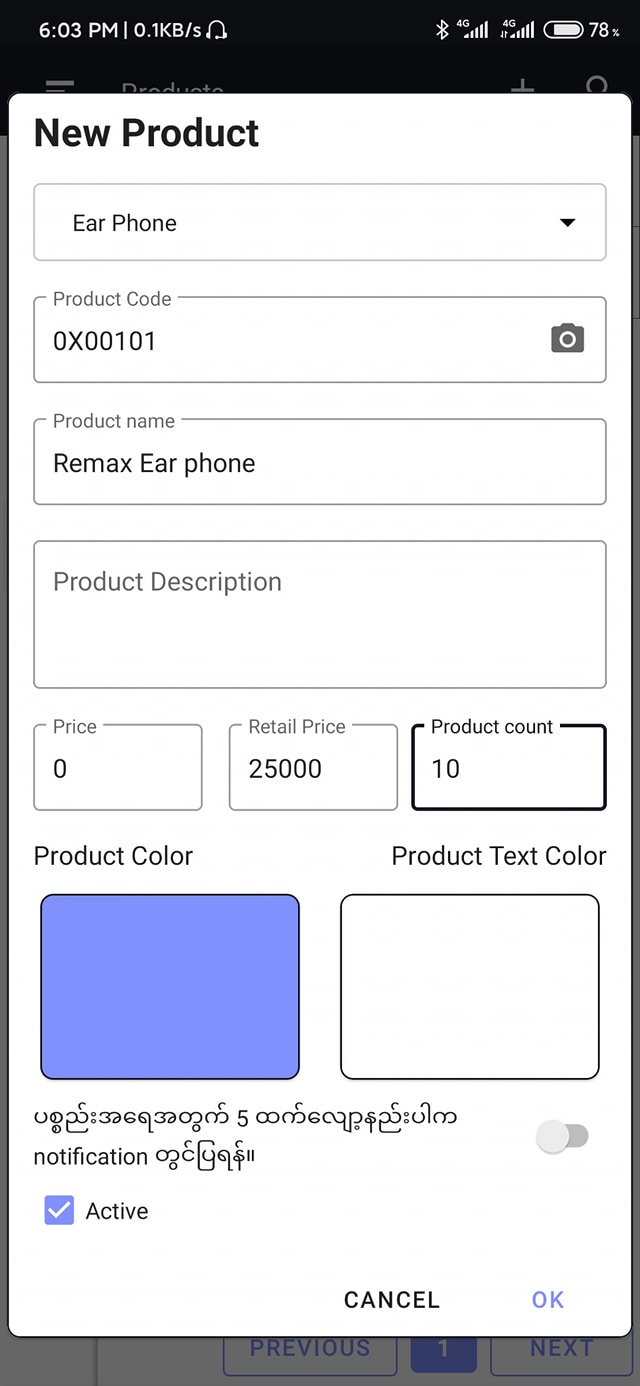 6:03 PM | 0.1KB/s
4G 4G 78%
Products
New Product
Ear Phone
Product Code
0X00101
Product name
Remax Ear phone
Product Description
Price Retail Price Product count
0 25000 10
Product Color Product Text Color
ပစ္စည်းအရေအတွက် 5 ထက်လျော့နည်းပါက
notification တွင်ပြရန်။
Active
CANCEL OK
PREVIOUS 1 NEXT